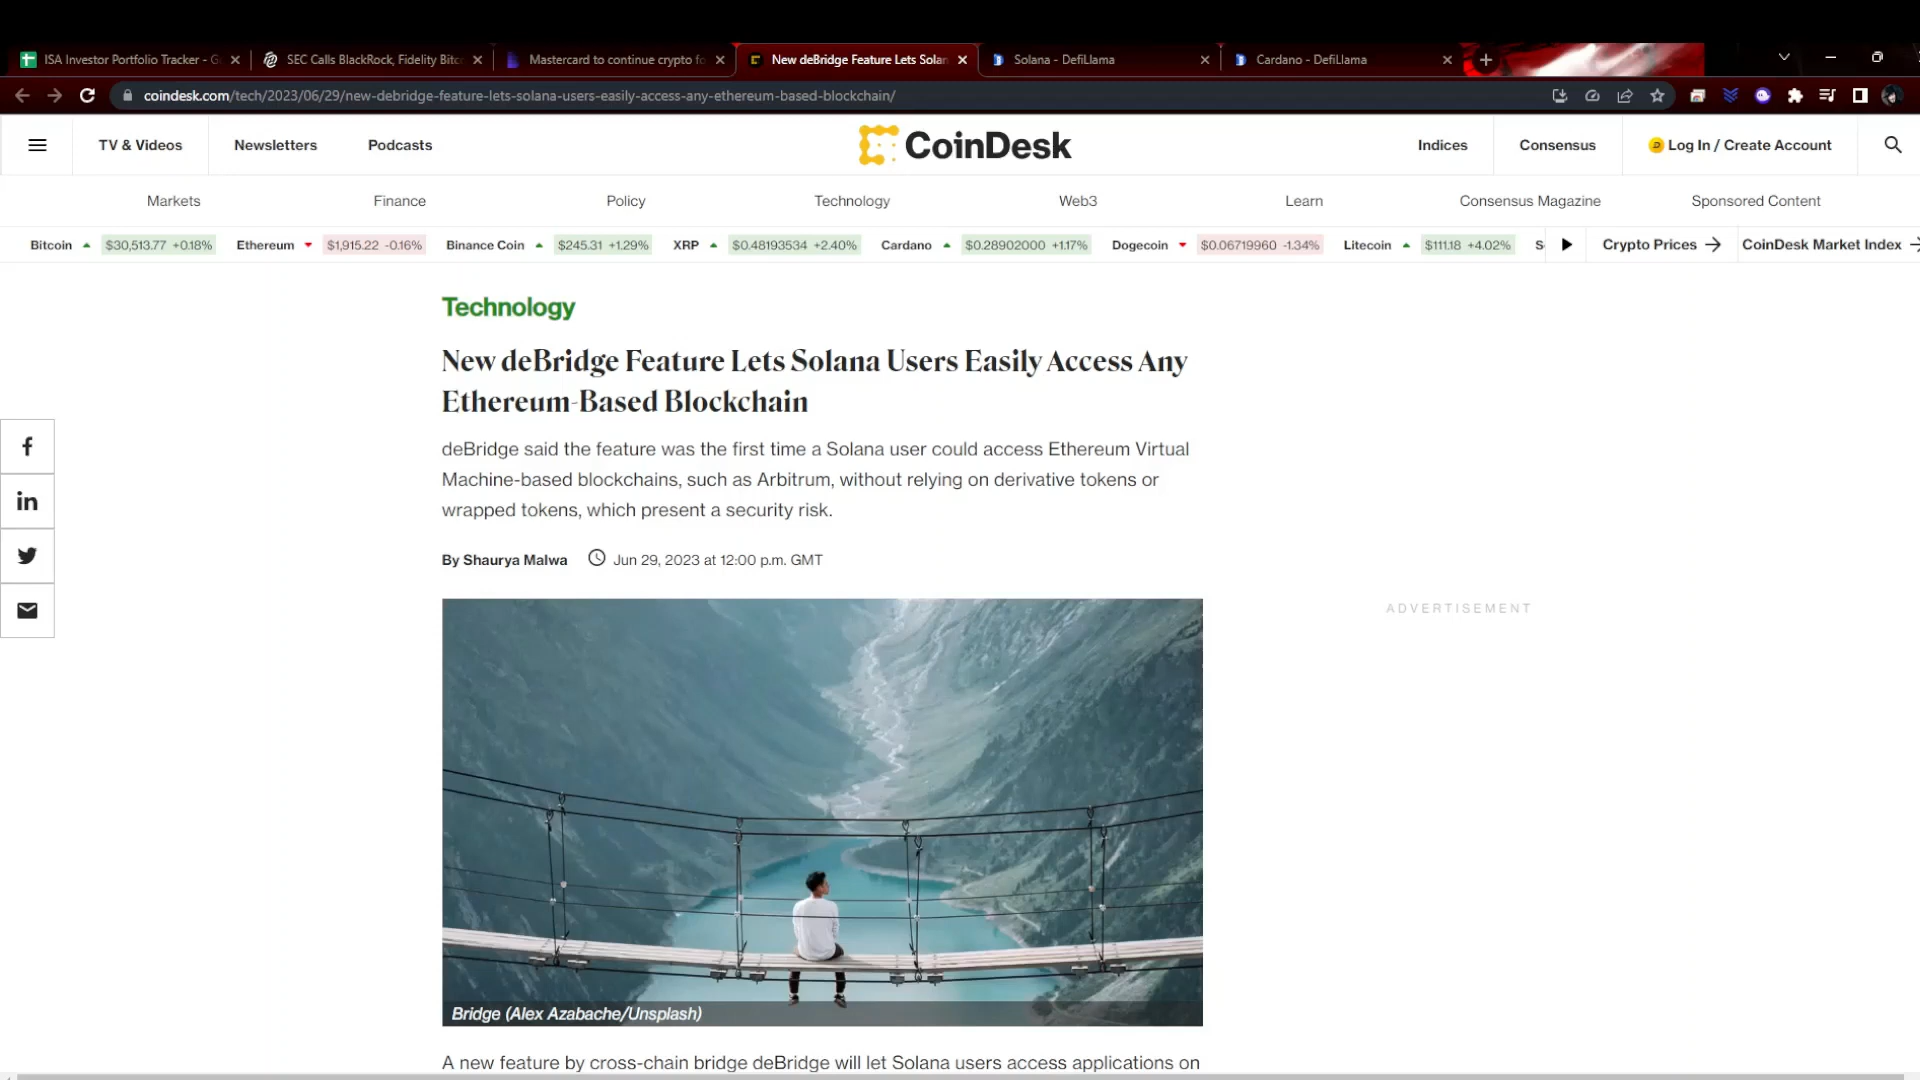 ISA Investor Portfolio Tracker - G
SEC Calls BlackRock, Fidelity Bitc
Mastercard to continue crypto fo
New deBridge Feature Lets Solan
Solana - DefiLlama
Cardano - DefiLlama
coindesk.com/tech/2023/06/29/new-debridge-feature-lets-solana-users-easily-access-any-ethereum-based-blockchain/
TV & Videos
Newsletters
Podcasts
CoinDesk
Indices
Consensus
Log In / Create Account
Markets
Finance
Policy
Technology
Web3
Learn
Consensus Magazine
Sponsored Content
Bitcoin $30,513.77 +0.18%
Ethereum $1,915.22 -0.16%
Binance Coin $245.31 +1.29%
XRP $0.48193534 +2.40%
Cardano $0.28902000 +1.17%
Dogecoin $0.06719960 -1.34%
Litecoin $111.18 +4.02%
S
Crypto Prices
CoinDesk Market Index
Technology
New deBridge Feature Lets Solana Users Easily Access Any
Ethereum-Based Blockchain
deBridge said the feature was the first time a Solana user could access Ethereum Virtual
Machine-based blockchains, such as Arbitrum, without relying on derivative tokens or
wrapped tokens, which present a security risk.
By Shaurya Malwa Jun 29, 2023 at 12:00 p.m. GMT
ADVERTISEMENT
Bridge (Alex Azabache/Unsplash)
A new feature by cross-chain bridge deBridge will let Solana users access applications on